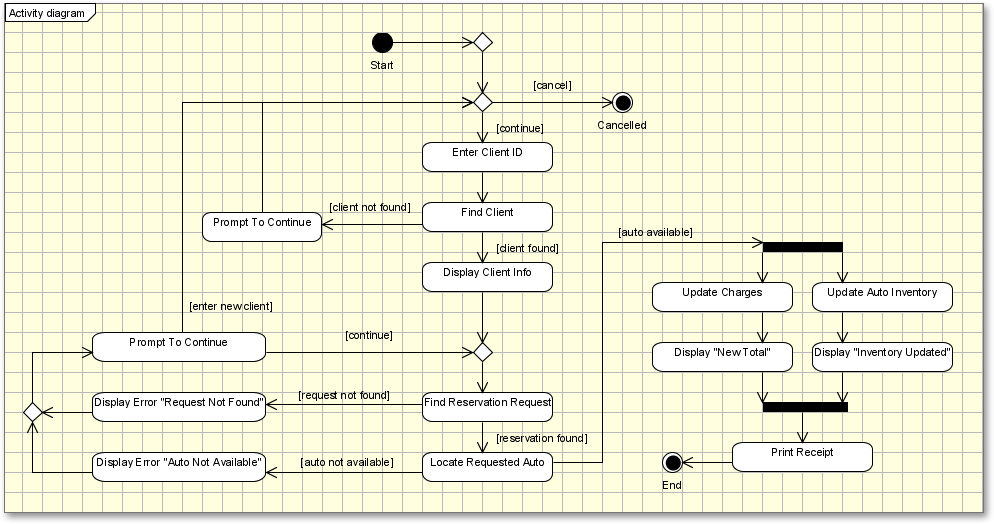 Activity diagram
Start
[cancel]
Cancelled
[continue]
Enter Client ID
[client not found]
Find Client
Prompt To Continue
[auto available]
[client found]
Display Client Info
Update Charges
Update Auto Inventory
[enter new client]
[continue]
Prompt To Continue
Display "New Total"
Display "Inventory Updated"
[request not found]
Display Error "Request Not Found"
Find Reservation Request
[reservation found]
Print Receipt
Display Error "Auto Not Available"
[auto not available]
Locate Requested Auto
End